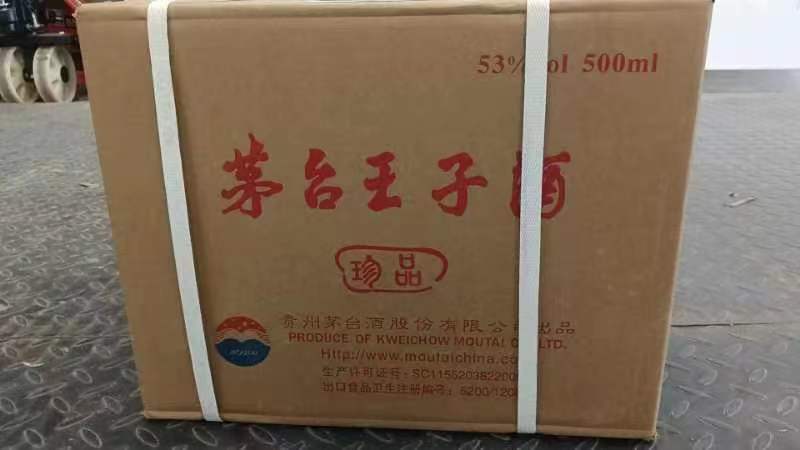 53% ol 500ml
茅台王子酒
珍品
贵州茅台酒股份有限公司出品
PRODUCE OF KWEICHOW MOUTAI CO., LTD.
Http://www.moutaichina.co
生产许可证号：SC11552038220
出口食品卫生注册编号：5200/120